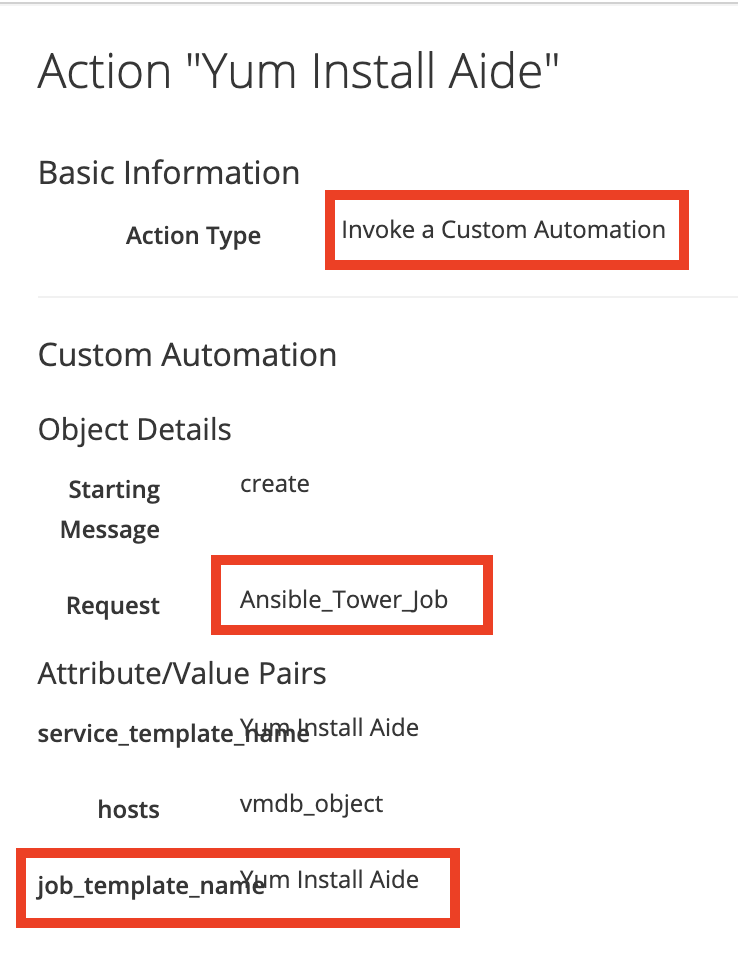 Action "Yum Install Aide"
Basic Information
Action Type Invoke a Custom Automation
Custom Automation
Object Details
Starting create
Message
Request Ansible_Tower_Job
Attribute/Value Pairs
service_template_name Yum Install Aide
hosts vmdb_object
job_template_name Yum Install Aide